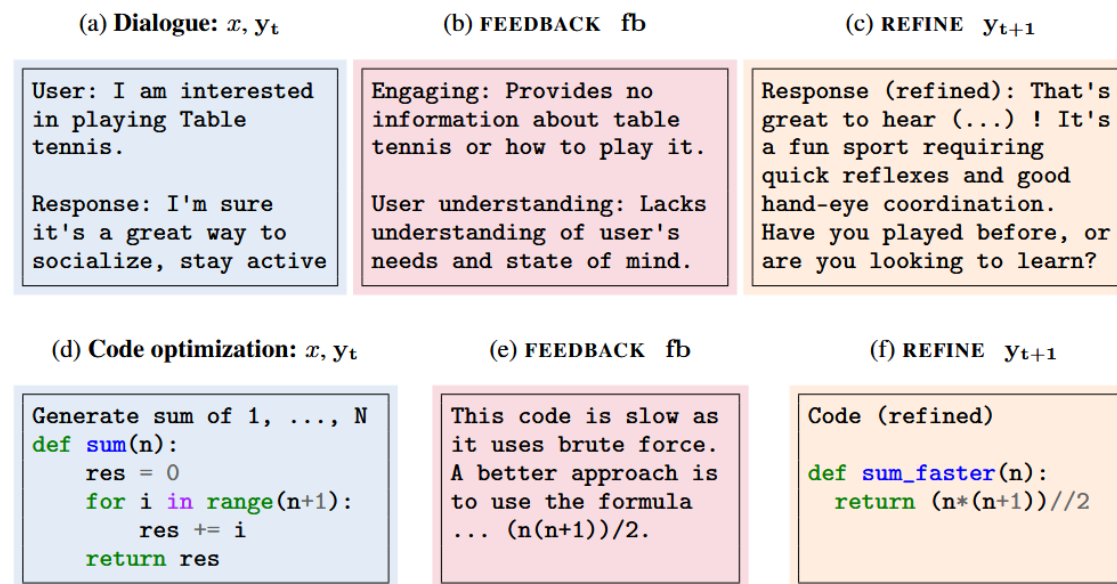 (a) Dialogue: x, yt
(b) FEEDBACK fb
(c) REFINE yt+1
User: I am interested
in playing Table
tennis.
Response: I'm sure
it's a great way to
socialize, stay active
Engaging: Provides no
information about table
tennis or how to play it.
User understanding: Lacks
understanding of user's
needs and state of mind.
Response (refined): That's
great to hear (...) ! It's
a fun sport requiring
quick reflexes and good
hand-eye coordination.
Have you played before, or
are you looking to learn?
(d) Code optimization: x, yt
(e) FEEDBACK fb
(f) REFINE yt+1
Generate sum of 1, ..., N
def sum(n):
    res = 0
    for i in range(n+1):
        res += i
    return res
This code is slow as
it uses brute force.
A better approach is
to use the formula
... (n(n+1))/2.
Code (refined)
def sum_faster(n):
  return (n*(n+1))//2